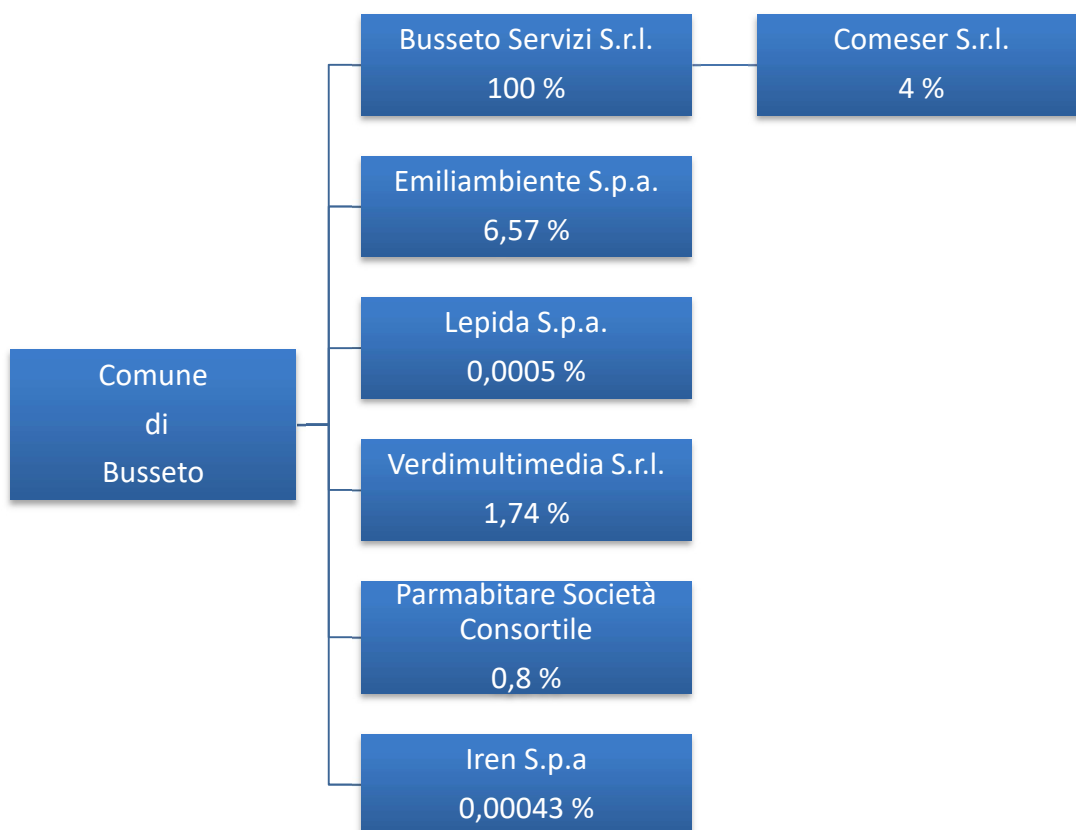 Comune
di
Busseto
Busseto Servizi S.r.l.
100 %
Comeser S.r.l.
4 %
Emiliambiente S.p.a.
6,57 %
Lepida S.p.a.
0,0005 %
Verdimultimedia S.r.l.
1,74 %
Parmabitare Società
Consortile
0,8 %
Iren S.p.a
0,00043 %